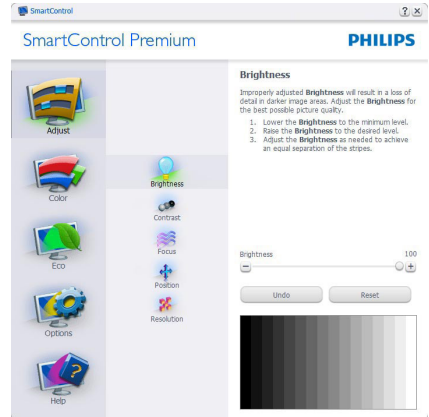 SmartControl
SmartControl Premium
PHILIPS
Adjust
Color
Eco
Options
Help
Brightness
Contrast
Focus
Position
Resolution
Brightness
Improperly adjusted Brightness will result in a loss of
detail in darker image areas. Adjust the Brightness for
the best possible picture quality.
1. Lower the Brightness to the minimum level.
2. Raise the Brightness to the desired level.
3. Adjust the Brightness as needed to achieve
an equal separation of the stripes.
Brightness 100
Undo Reset